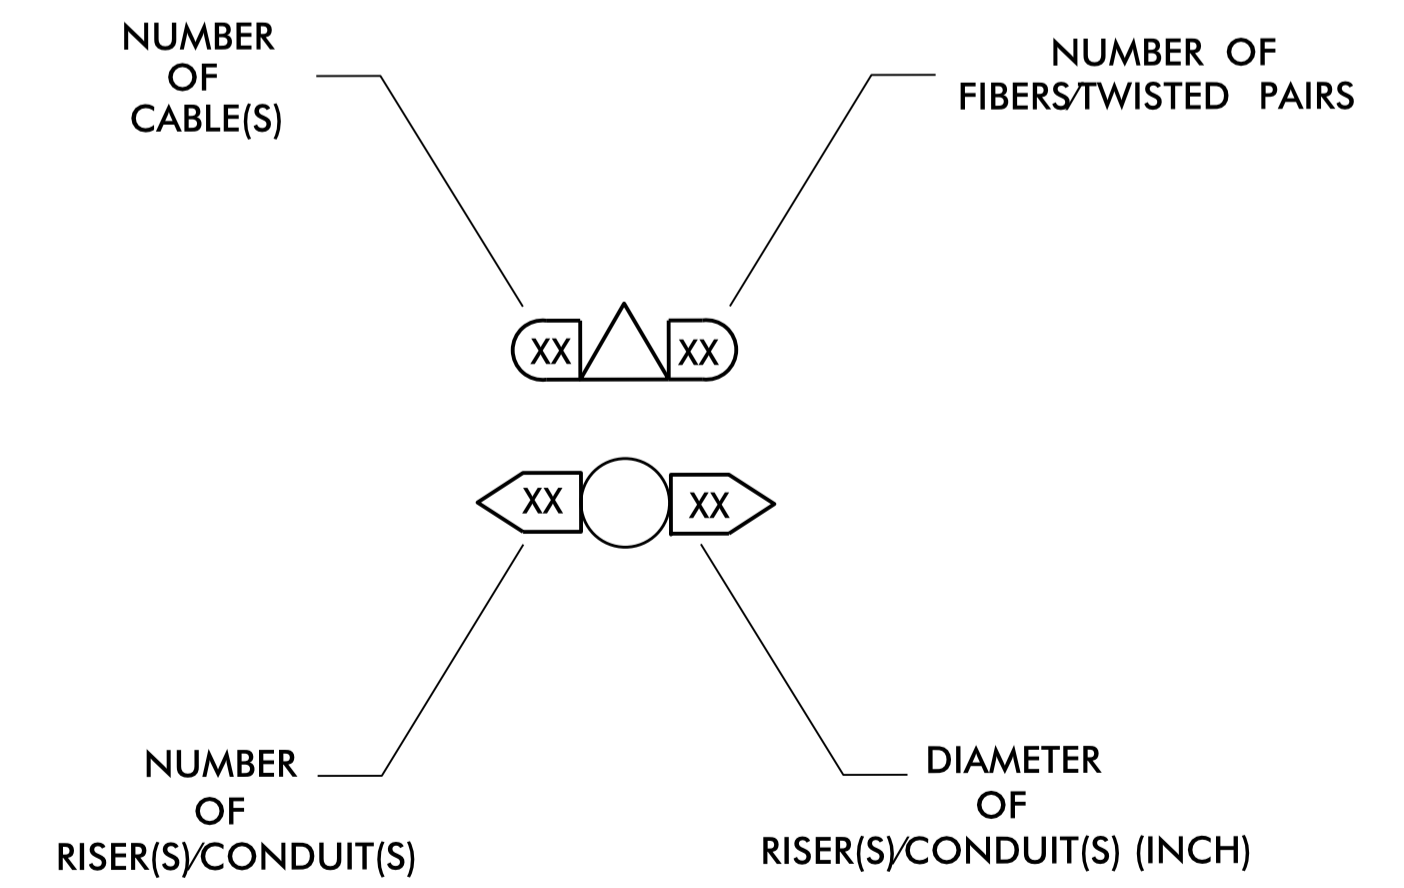 NUMBER
OF
CABLE(S)
NUMBER OF
FIBERS/TWISTED PAIRS
XX
XX
XX
XX
NUMBER
OF
RISER(S)/CONDUIT(S)
DIAMETER
OF
RISER(S)/CONDUIT(S) (INCH)